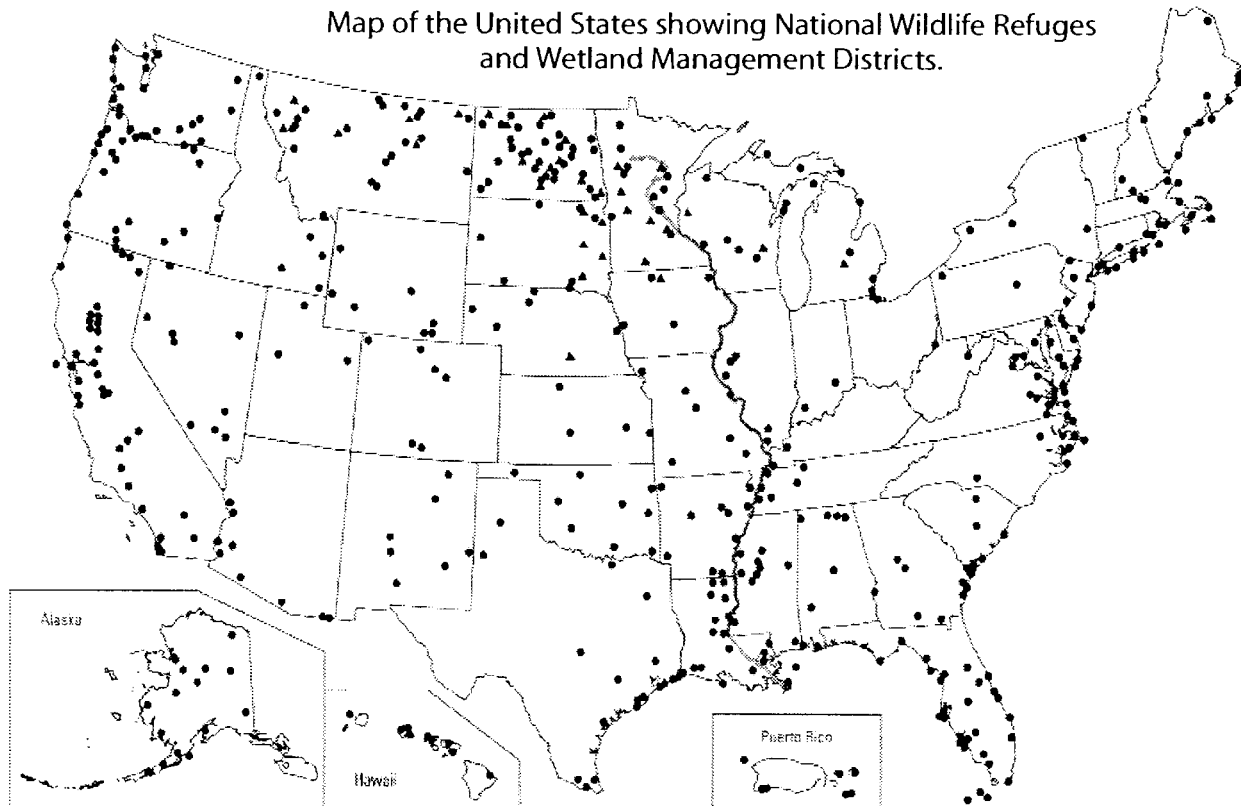 Map of the United States showing National Wildlife Refuges
and Wetland Management Districts.
Alaska
Hawaii
Puerto Rico